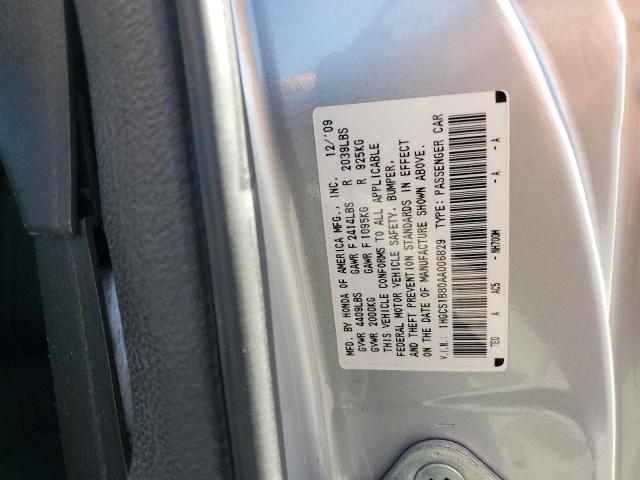 MFD. BY HONDA OF AMERICA MFG., INC. 12/'09
GVWR 4409LBS GAWR F 2414LBS R 2039LBS
GVWR 2000KG GAWR F 1095KG R 925KG
THIS VEHICLE CONFORMS TO ALL APPLICABLE
FEDERAL MOTOR VEHICLE SAFETY, BUMPER,
AND THEFT PREVENTION STANDARDS IN EFFECT
ON THE DATE OF MANUFACTURE SHOWN ABOVE.
V.I.N.: 1HGCS1B80AA006829 TYPE: PASSENGER CAR
TE0 A AC5 - NH700M - A - A